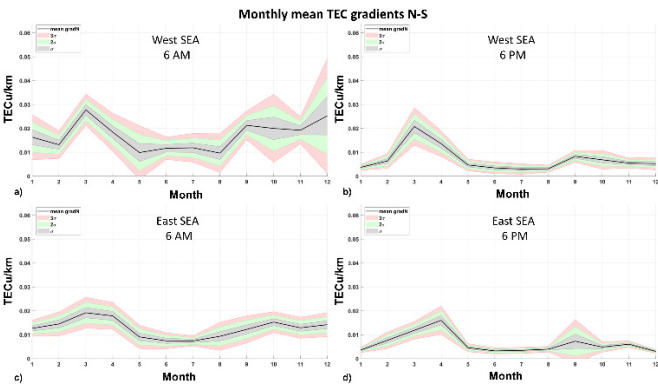 Monthly mean TEC gradients N-S
mean gradN
3σ
2σ
σ
West SEA
6 AM
TECu/km
0.06
0.05
0.04
0.03
0.02
0.01
0
1 2 3 4 5 6 7 8 9 10 11 12
a)
Month
mean gradN
3σ
2σ
σ
West SEA
6 PM
TECu/km
0.06
0.05
0.04
0.03
0.02
0.01
0
1 2 3 4 5 6 7 8 9 10 11 12
b)
Month
mean gradN
3σ
2σ
σ
East SEA
6 AM
TECu/km
0.06
0.05
0.04
0.03
0.02
0.01
0
1 2 3 4 5 6 7 8 9 10 11 12
c)
Month
mean gradN
3σ
2σ
σ
East SEA
6 PM
TECu/km
0.06
0.05
0.04
0.03
0.02
0.01
0
1 2 3 4 5 6 7 8 9 10 11 12
d)
Month